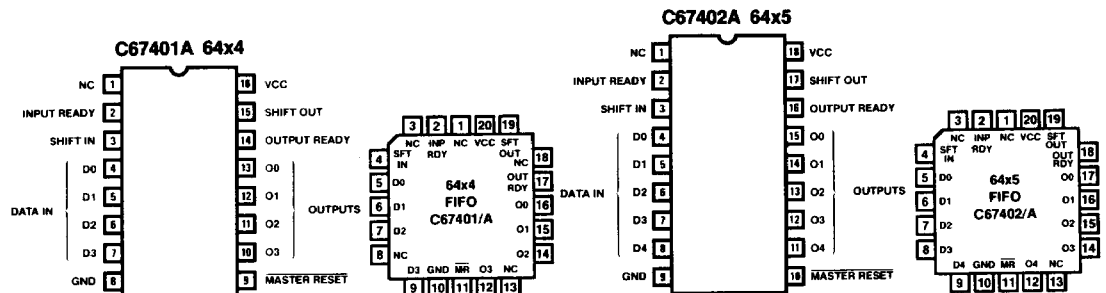 C67401A 64x4
NC 1 16 VCC
INPUT READY 2 15 SHIFT OUT
SHIFT IN 3 14 OUTPUT READY
D0 4 13 O0
D1 5 12 O1
D2 6 11 O2
D3 7 10 O3
DATA IN
OUTPUTS
GND 8 9 MASTER RESET
3 2 1 20 19
NC INP RDY NC VCC SFT OUT
4 SFT IN
5 D0
6 D1
7 D2
8 NC
NC 18
OUT RDY 17
O0 16
O1 15
O2 14
64x4
FIFO
C67401/A
D3 GND MR O3 NC
9 10 11 12 13
C67402A 64x5
NC 1 18 VCC
INPUT READY 2 17 SHIFT OUT
SHIFT IN 3 16 OUTPUT READY
D0 4 15 O0
D1 5 14 O1
D2 6 13 O2
D3 7 12 O3
D4 8 11 O4
DATA IN
OUTPUTS
GND 9 10 MASTER RESET
3 2 1 20 19
NC INP RDY NC VCC SFT OUT
4 SFT IN
5 D0
6 D1
7 D2
8 D3
OUT RDY 18
O0 17
O1 16
O2 15
O3 14
64x5
FIFO
C67402/A
D4 GND MR O4 NC
9 10 11 12 13